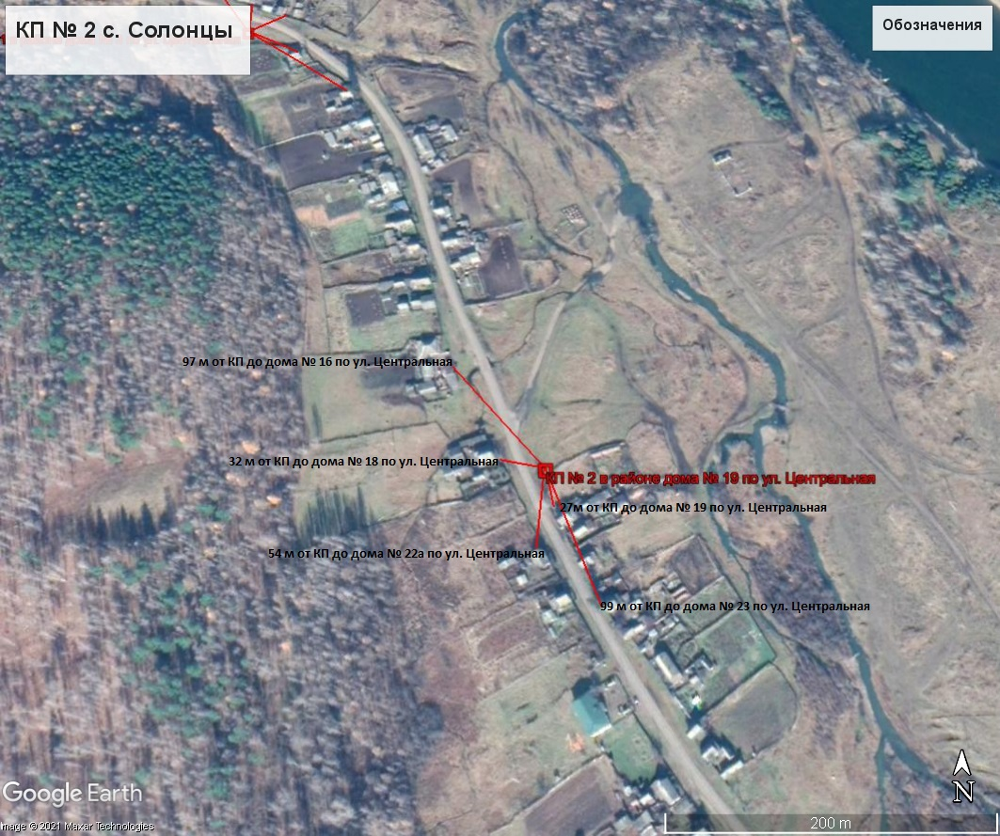 КП № 2 с. Солонцы
Обозначения
97 м от КП до дома № 16 по ул. Центральная
32 м от КП до дома № 18 по ул. Центральная
КП № 2 в районе дома № 19 по ул. Центральная
27м от КП до дома № 19 по ул. Центральная
54 м от КП до дома № 22а по ул. Центральная
99 м от КП до дома № 23 по ул. Центральная
Google Earth
N
200 m
mage © 2021 Maxar Technologies